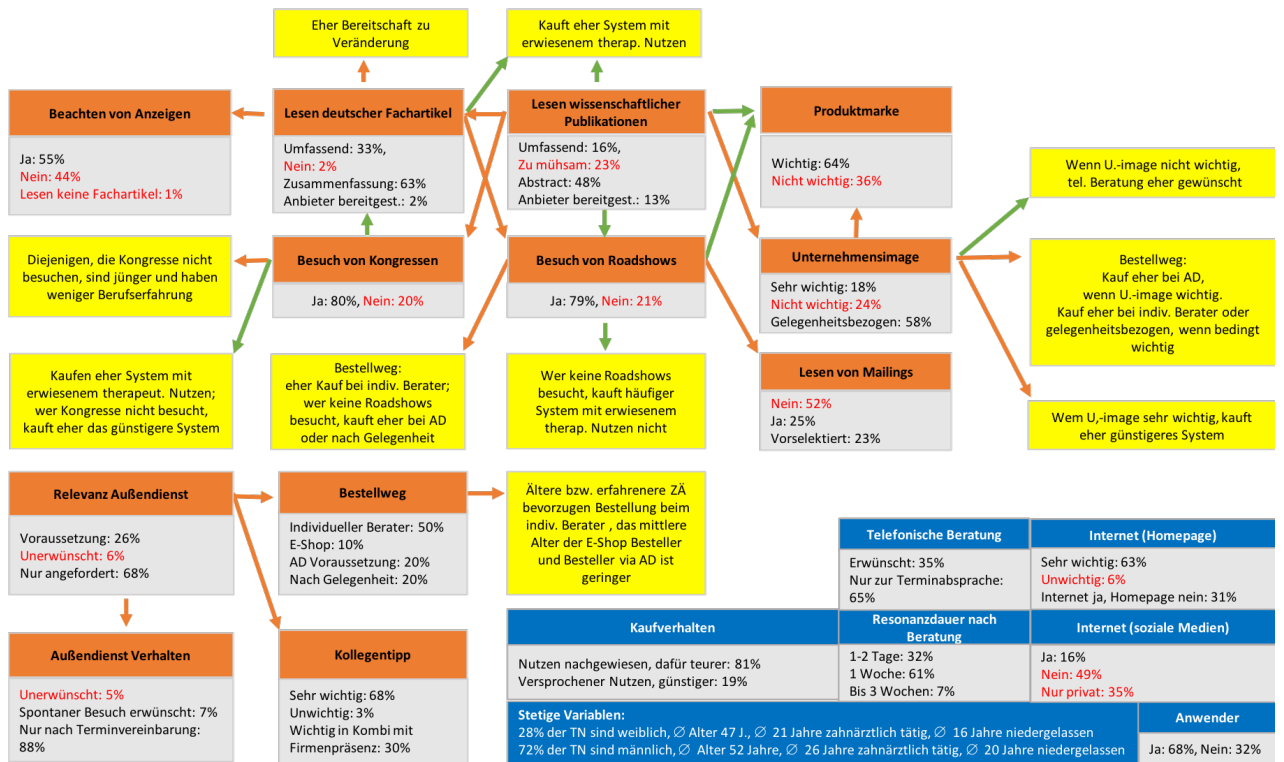 Eher Bereitschaft zu
Veränderung
Kauft eher System mit
erwiesenem therap. Nutzen
Beachten von Anzeigen
Ja: 55%
Nein: 44%
Lesen keine Fachartikel: 1%
Lesen deutscher Fachartikel
Umfassend: 33%,
Nein: 2%
Zusammenfassung: 63%
Anbieter bereitgest.: 2%
Lesen wissenschaftlicher
Publikationen
Umfassend: 16%,
Zu mühsam: 23%
Abstract: 48%
Anbieter bereitgest.: 13%
Produktmarke
Wichtig: 64%
Nicht wichtig: 36%
Wenn U.-image nicht wichtig,
tel. Beratung eher gewünscht
Diejenigen, die Kongresse nicht
besuchen, sind jünger und haben
weniger Berufserfahrung
Besuch von Kongressen
Ja: 80%, Nein: 20%
Besuch von Roadshows
Ja: 79%, Nein: 21%
Unternehmensimage
Sehr wichtig: 18%
Nicht wichtig: 24%
Gelegenheitsbezogen: 58%
Bestellweg:
Kauf eher bei AD,
wenn U.-image wichtig.
Kauf eher bei indiv. Berater oder
gelegenheitsbezogen, wenn bedingt
wichtig
Kaufen eher System mit
erwiesenem therapeut. Nutzen;
wer Kongresse nicht besucht,
kauft eher das günstigere System
Bestellweg:
eher Kauf bei indiv. Berater;
wer keine Roadshows
besucht, kauft eher bei AD
oder nach Gelegenheit
Wer keine Roadshows
besucht, kauft häufiger
System mit erwiesenem
therap. Nutzen nicht
Lesen von Mailings
Nein: 52%
Ja: 25%
Vorselektiert: 23%
Wem U,-image sehr wichtig, kauft
eher günstigeres System
Relevanz Außendienst
Voraussetzung: 26%
Unerwünscht: 6%
Nur angefordert: 68%
Bestellweg
Individueller Berater: 50%
E-Shop: 10%
AD Voraussetzung: 20%
Nach Gelegenheit: 20%
Ältere bzw. erfahrenere ZÄ
bevorzugen Bestellung beim
indiv. Berater , das mittlere
Alter der E-Shop Besteller
und Besteller via AD ist
geringer
Telefonische Beratung
Erwünscht: 35%
Nur zur Terminabsprache:
65%
Internet (Homepage)
Sehr wichtig: 63%
Unwichtig: 6%
Internet ja, Homepage nein: 31%
Außendienst Verhalten
Unerwünscht: 5%
Spontaner Besuch erwünscht: 7%
Nur nach Terminvereinbarung:
88%
Kollegentipp
Sehr wichtig: 68%
Unwichtig: 3%
Wichtig in Kombi mit
Firmenpräsenz: 30%
Kaufverhalten
Nutzen nachgewiesen, dafür teurer: 81%
Versprochener Nutzen, günstiger: 19%
Resonanzdauer nach
Beratung
1-2 Tage: 32%
1 Woche: 61%
Bis 3 Wochen: 7%
Internet (soziale Medien)
Ja: 16%
Nein: 49%
Nur privat: 35%
Stetige Variablen:
28% der TN sind weiblich, ∅ Alter 47 J., ∅ 21 Jahre zahnärztlich tätig, ∅ 16 Jahre niedergelassen
72% der TN sind männlich, ∅ Alter 52 Jahre, ∅ 26 Jahre zahnärztlich tätig, ∅ 20 Jahre niedergelassen
Anwender
Ja: 68%, Nein: 32%